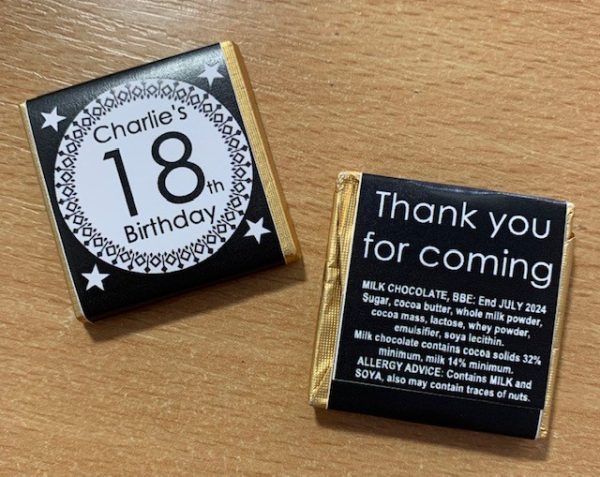 Charlie's
18th
Birthday
Thank you
for coming
MILK CHOCOLATE, BBE: End JULY 2024
Sugar, cocoa butter, whole milk powder,
cocoa mass, lactose, whey powder,
emulsifier, soya lecithin.
Milk chocolate contains cocoa solids 32%
minimum, milk 14% minimum.
ALLERGY ADVICE: Contains MILK and
SOYA, also may contain traces of nuts.